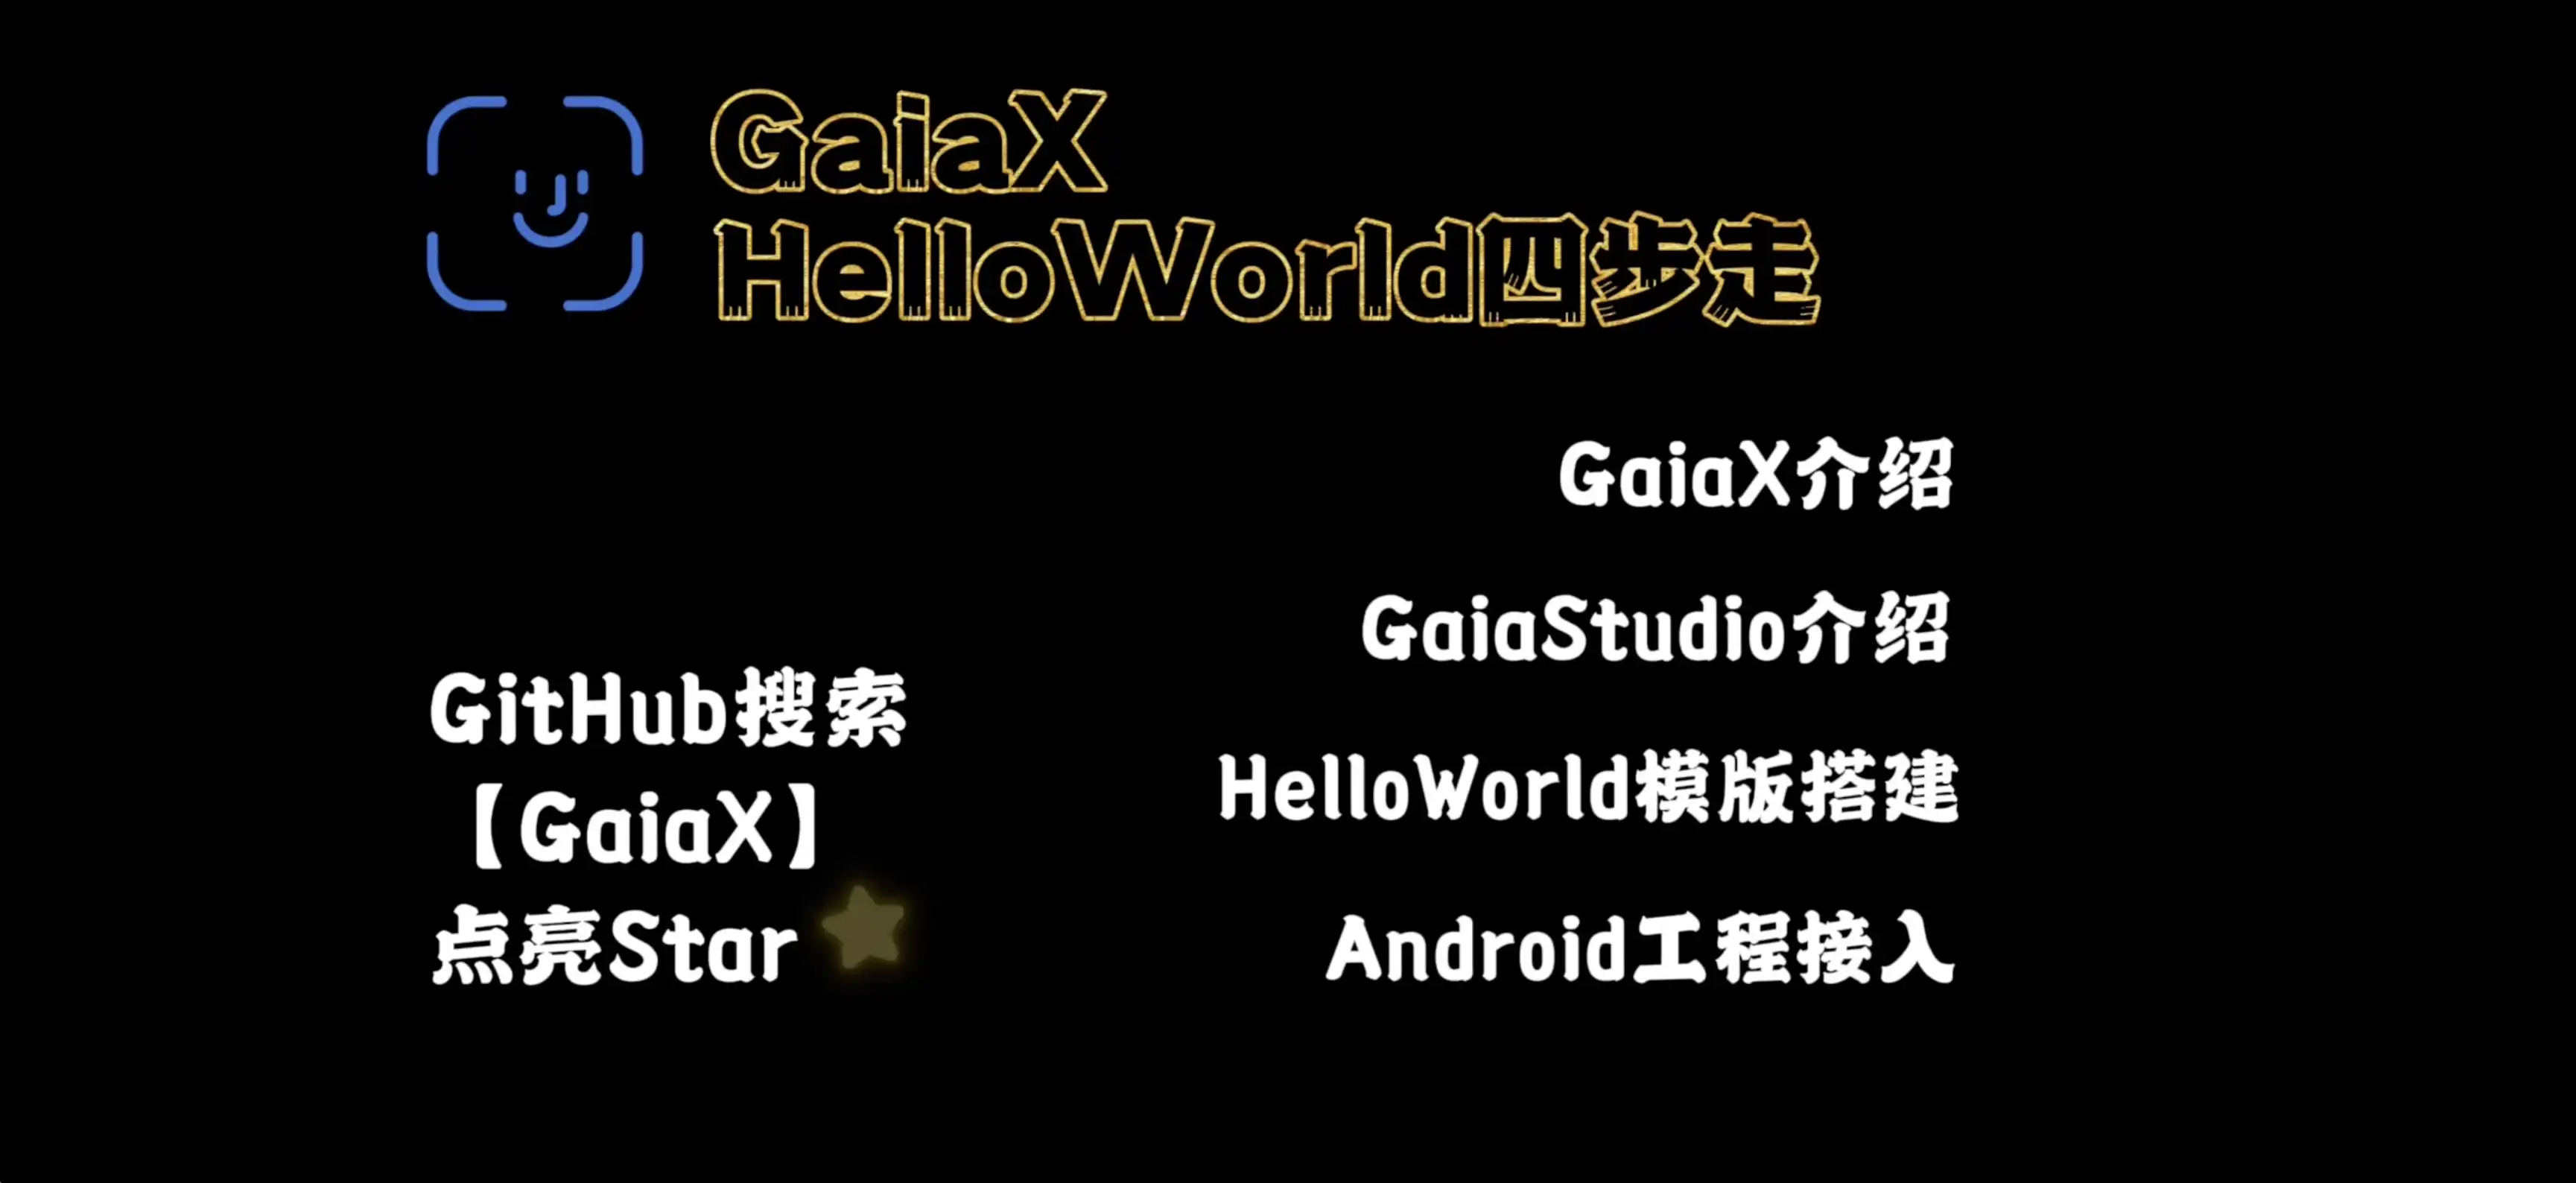 GaiaX
HelloWorld四步走
GaiaX介绍
GaiaStudio介绍
HelloWorld模版搭建
Android工程接入
GitHub搜索
【GaiaX】
点亮Star